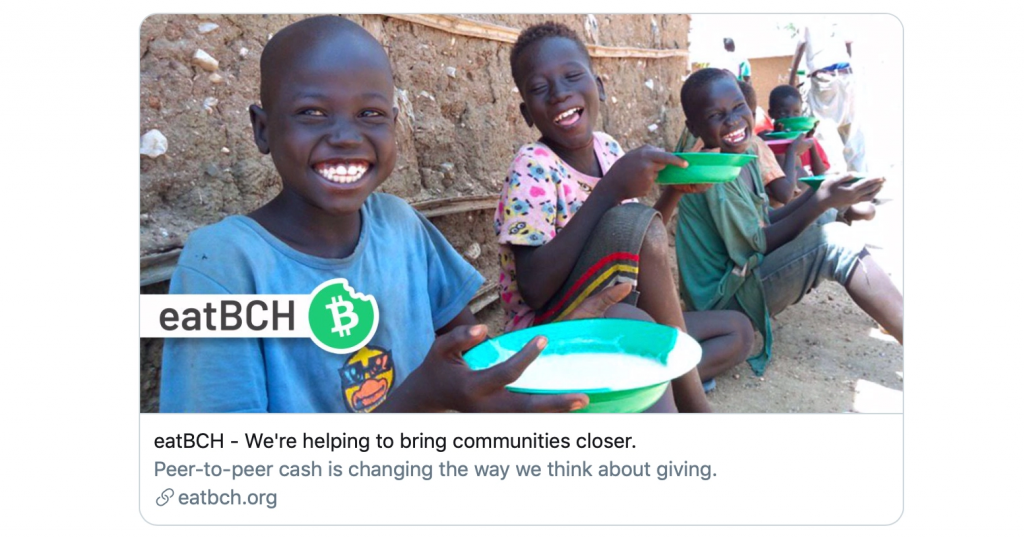 eatBCH
eatBCH - We're helping to bring communities closer.
Peer-to-peer cash is changing the way we think about giving.
eatbch.org